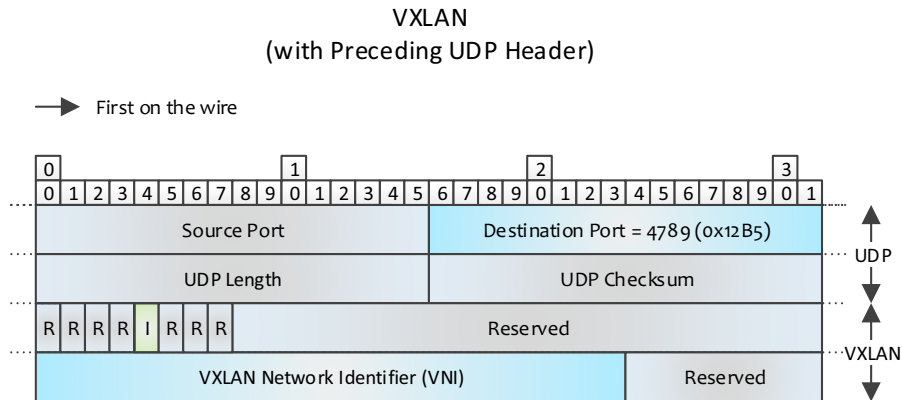 VXLAN
(with Preceding UDP Header)
First on the wire
0 1 2 3
0 1 2 3 4 5 6 7 8 9 0 1 2 3 4 5 6 7 8 9 0 1 2 3 4 5 6 7 8 9 0 1
Source Port Destination Port = 4789 (0x12B5)
UDP
UDP Length UDP Checksum
R R R R I R R R Reserved
VXLAN
VXLAN Network Identifier (VNI) Reserved